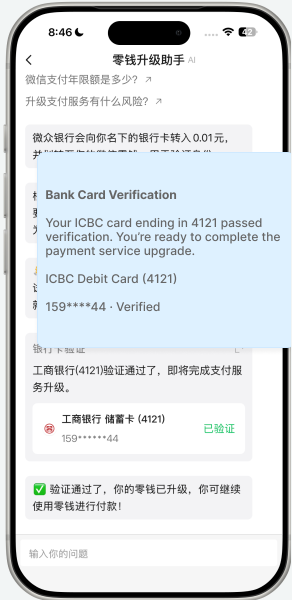 8:46
42
零钱升级助手 AI
微信支付年限额是多少? ↗
升级支付服务有什么风险? ↗
微众银行会向你名下的银行卡转入 0.01 元,
Bank Card Verification
Your ICBC card ending in 4121 passed
verification. You're ready to complete the
payment service upgrade.
ICBC Debit Card (4121)
159****44 · Verified
银行卡验证
工商银行(4121)验证通过了，即将完成支付服
务升级。
工商银行 储蓄卡 (4121)
159******44
已验证
✅ 验证通过了，你的零钱已升级，你可继续
使用零钱进行付款！
输入你的问题